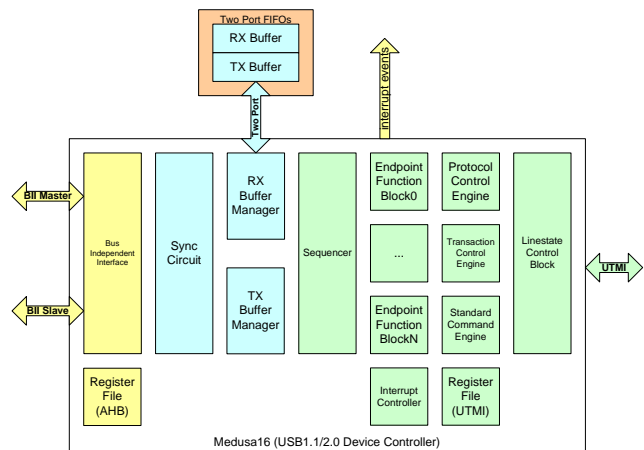 Two Port FIFOs
RX Buffer
TX Buffer
Two Port
interrupt events
BII Master
BII Slave
UTMI
Bus
Independent
Interface
Sync
Circuit
RX
Buffer
Manager
TX
Buffer
Manager
Sequencer
Endpoint
Function
Block0
...
Endpoint
Function
BlockN
Protocol
Control
Engine
Transaction
Control
Engine
Standard
Command
Engine
Linestate
Control
Block
Register
File
(AHB)
Interrupt
Controller
Register
File
(UTMI)
Medusa16 (USB1.1/2.0 Device Controller)